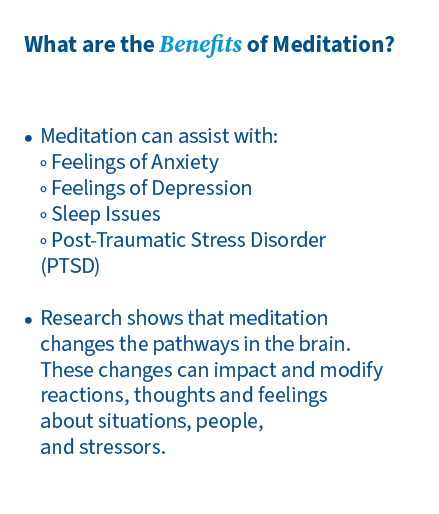 What are the Benefits of Meditation?
• Meditation can assist with:
◦ Feelings of Anxiety
◦ Feelings of Depression
◦ Sleep Issues
◦ Post-Traumatic Stress Disorder
(PTSD)
• Research shows that meditation
changes the pathways in the brain.
These changes can impact and modify
reactions, thoughts and feelings
about situations, people,
and stressors.